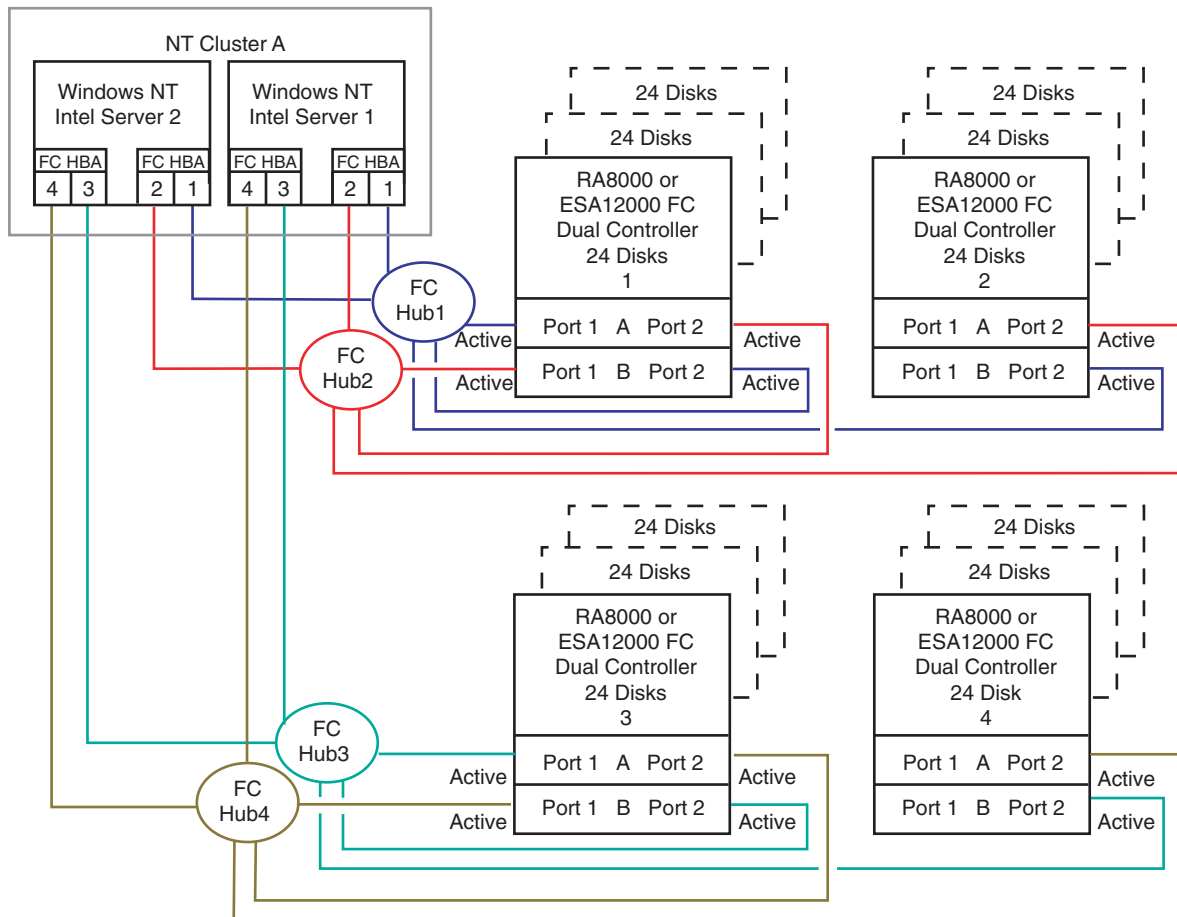 NT Cluster A
Windows NT
Intel Server 2
Windows NT
Intel Server 1
FC HBA
FC HBA
FC HBA
FC HBA
4 3
2 1
4 3
2 1
24 Disks
24 Disks
RA8000 or
ESA12000 FC
Dual Controller
24 Disks
1
Port 1 A Port 2
Port 1 B Port 2
Active
Active
Active
Active
24 Disks
24 Disks
RA8000 or
ESA12000 FC
Dual Controller
24 Disks
2
Port 1 A Port 2
Port 1 B Port 2
Active
Active
FC
Hub1
FC
Hub2
24 Disks
24 Disks
RA8000 or
ESA12000 FC
Dual Controller
24 Disks
3
Port 1 A Port 2
Port 1 B Port 2
Active
Active
Active
Active
24 Disks
24 Disks
RA8000 or
ESA12000 FC
Dual Controller
24 Disk
4
Port 1 A Port 2
Port 1 B Port 2
Active
Active
FC
Hub3
FC
Hub4